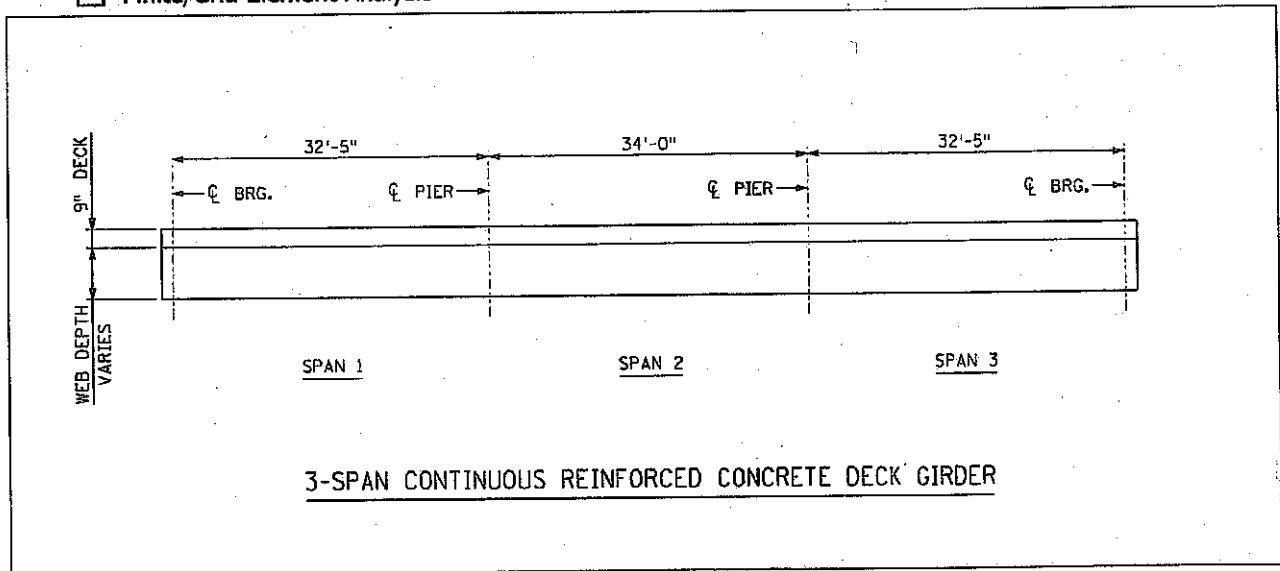 32'-5" 34'-0" 32'-5"
9" DECK
℄ BRG. ℄ PIER ℄ PIER ℄ BRG.
WEB DEPTH
VARIES
SPAN 1 SPAN 2 SPAN 3
3-SPAN CONTINUOUS REINFORCED CONCRETE DECK GIRDER